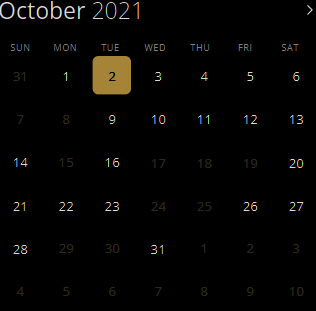 October 2021
SUN MON TUE WED THU FRI SAT
31 1 2 3 4 5 6
7 8 9 10 11 12 13
14 15 16 17 18 19 20
21 22 23 24 25 26 27
28 29 30 31 1 2 3
4 5 6 7 8 9 10